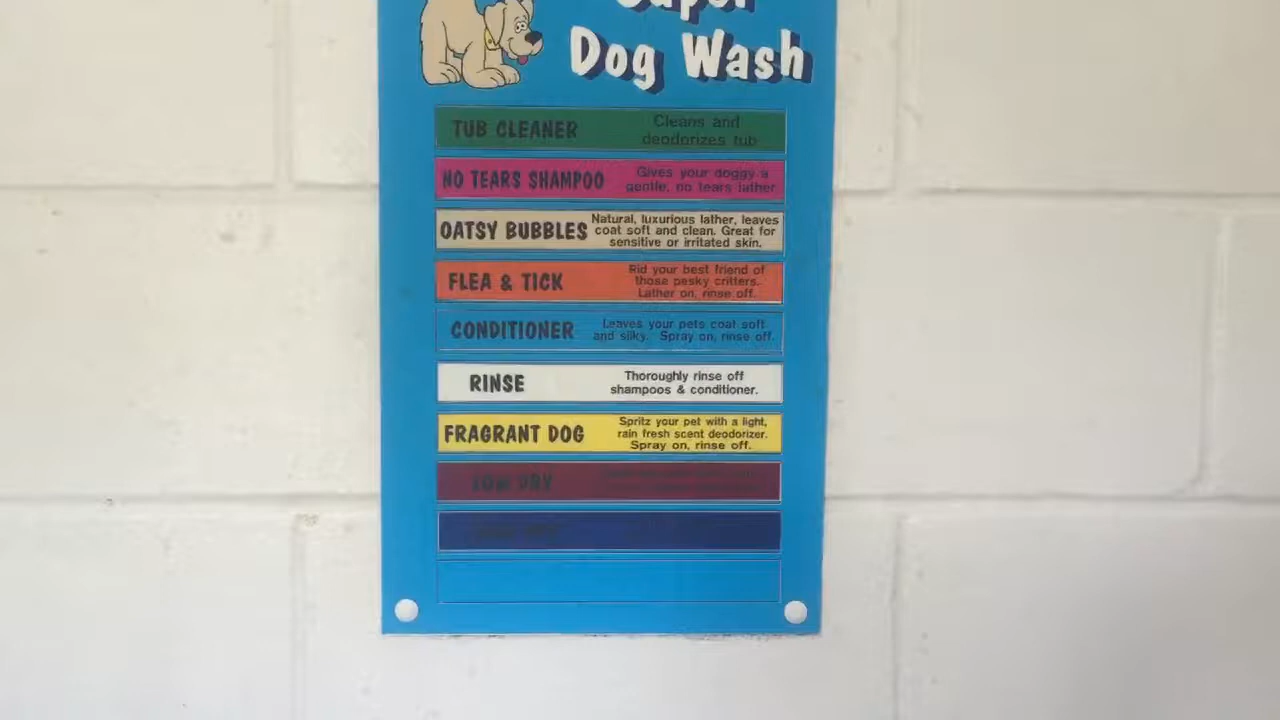 Super
Dog Wash
TUB CLEANER
Cleans and
deodorizes tub
NO TEARS SHAMPOO
Gives your doggy a
gentle, no tears lather
OATSY BUBBLES
Natural, luxurious lather, leaves
coat soft and clean. Great for
sensitive or irritated skin.
FLEA & TICK
Rid your best friend of
those pesky critters.
Lather on, rinse off.
CONDITIONER
Leaves your pets coat soft
and silky. Spray on, rinse off.
RINSE
Thoroughly rinse off
shampoos & conditioner.
FRAGRANT DOG
Spritz your pet with a light,
rain fresh scent deodorizer.
Spray on, rinse off.
LOW DRY